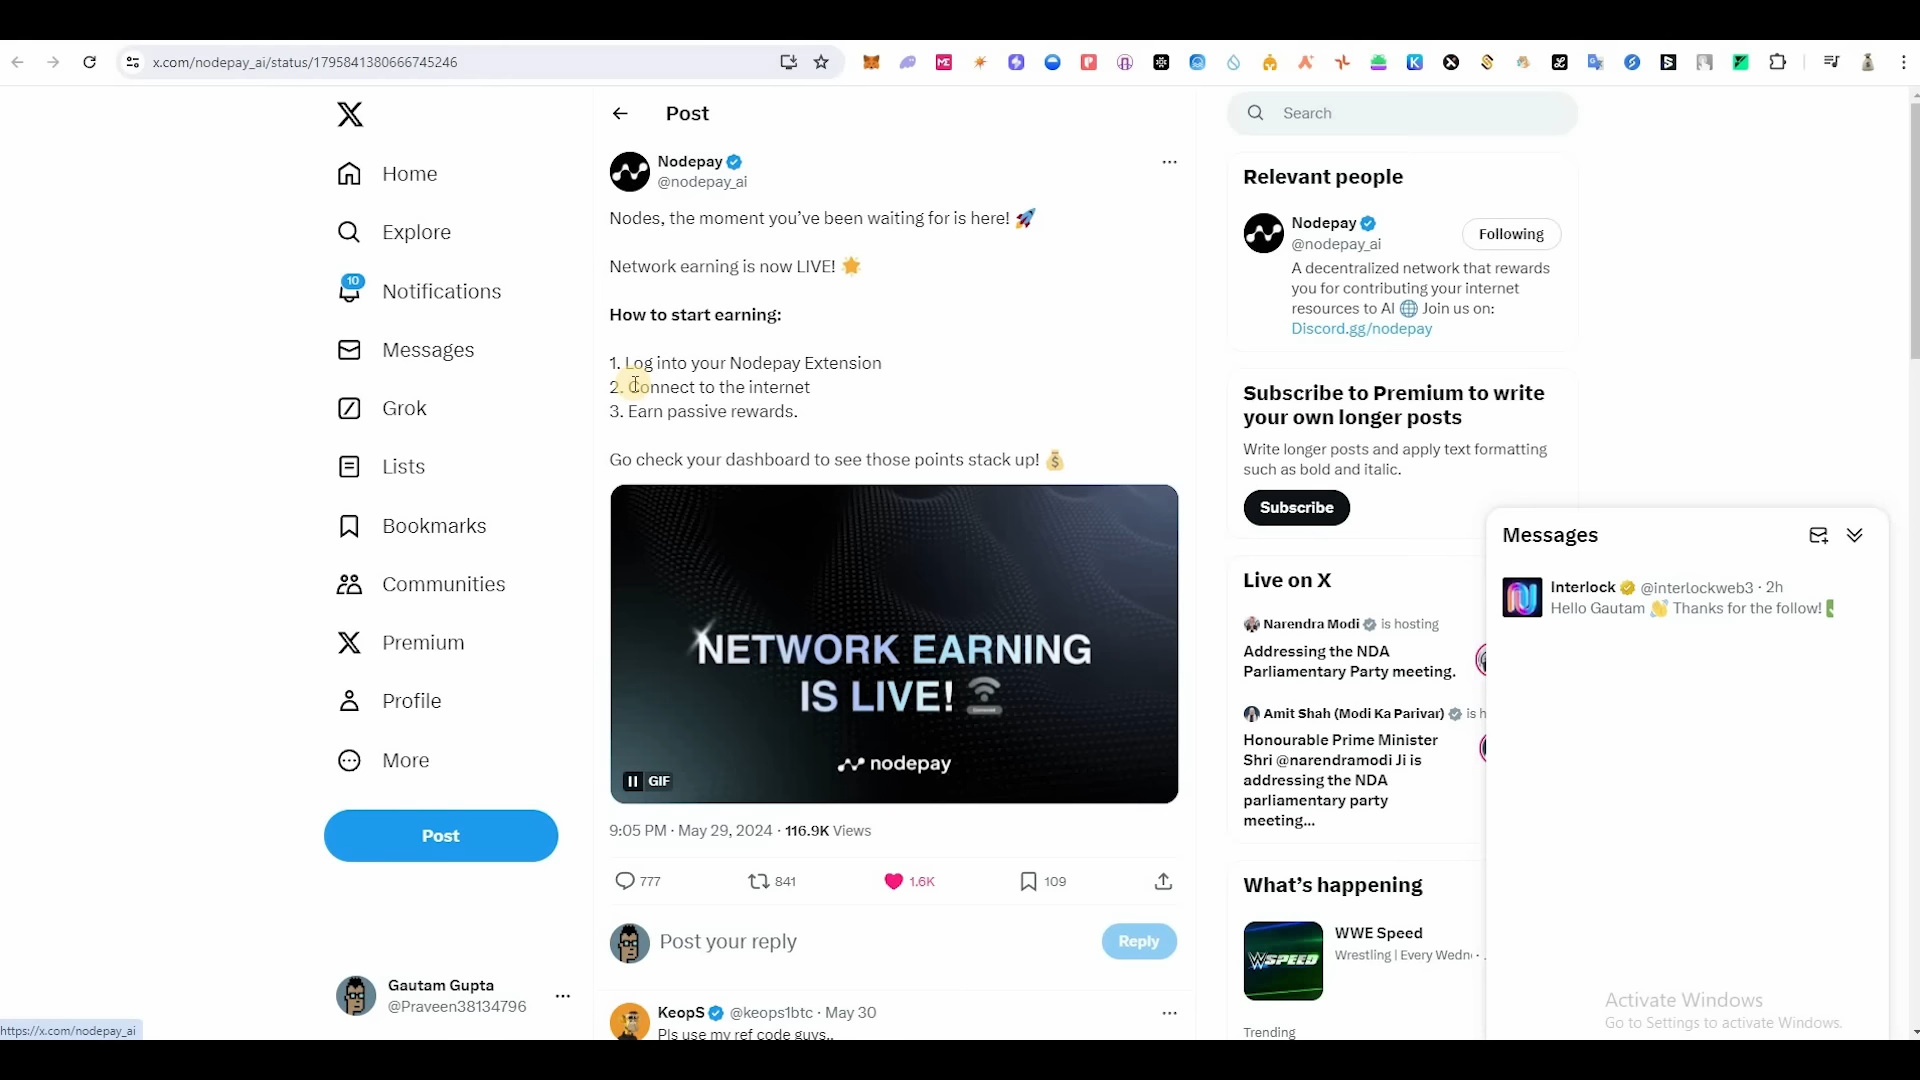 x.com/nodepay_ai/status/1795841380666745246
Home
Explore
10
Notifications
Messages
Grok
Lists
Bookmarks
Communities
Premium
Profile
More
Post
Gautam Gupta
@Praveen38134796
https://x.com/nodepay_ai
Post
Nodepay
@nodepay_ai
Nodes, the moment you’ve been waiting for is here! 🚀
Network earning is now LIVE! 🌟
How to start earning:
1. Log into your Nodepay Extension
2. Connect to the internet
3. Earn passive rewards.
Go check your dashboard to see those points stack up! 💰
NETWORK EARNING
IS LIVE!
nodepay
GIF
9:05 PM · May 29, 2024 · 116.9K Views
777 841 1.6K 109
Post your reply
Reply
KeopS @keops1btc · May 30
Pls use my ref code guys..
Search
Relevant people
Nodepay
@nodepay_ai
Following
A decentralized network that rewards
you for contributing your internet
resources to AI 🌐 Join us on:
Discord.gg/nodepay
Subscribe to Premium to write
your own longer posts
Write longer posts and apply text formatting
such as bold and italic.
Subscribe
Live on X
Narendra Modi is hosting
Addressing the NDA
Parliamentary Party meeting.
Amit Shah (Modi Ka Parivar) is h
Honourable Prime Minister
Shri @narendramodi Ji is
addressing the NDA
parliamentary party
meeting...
What’s happening
WWE Speed
Wrestling | Every Wedn
SPEED
Trending
Messages
Interlock @interlockweb3 · 2h
Hello Gautam 👋 Thanks for the follow!
Activate Windows
Go to Settings to activate Windows.